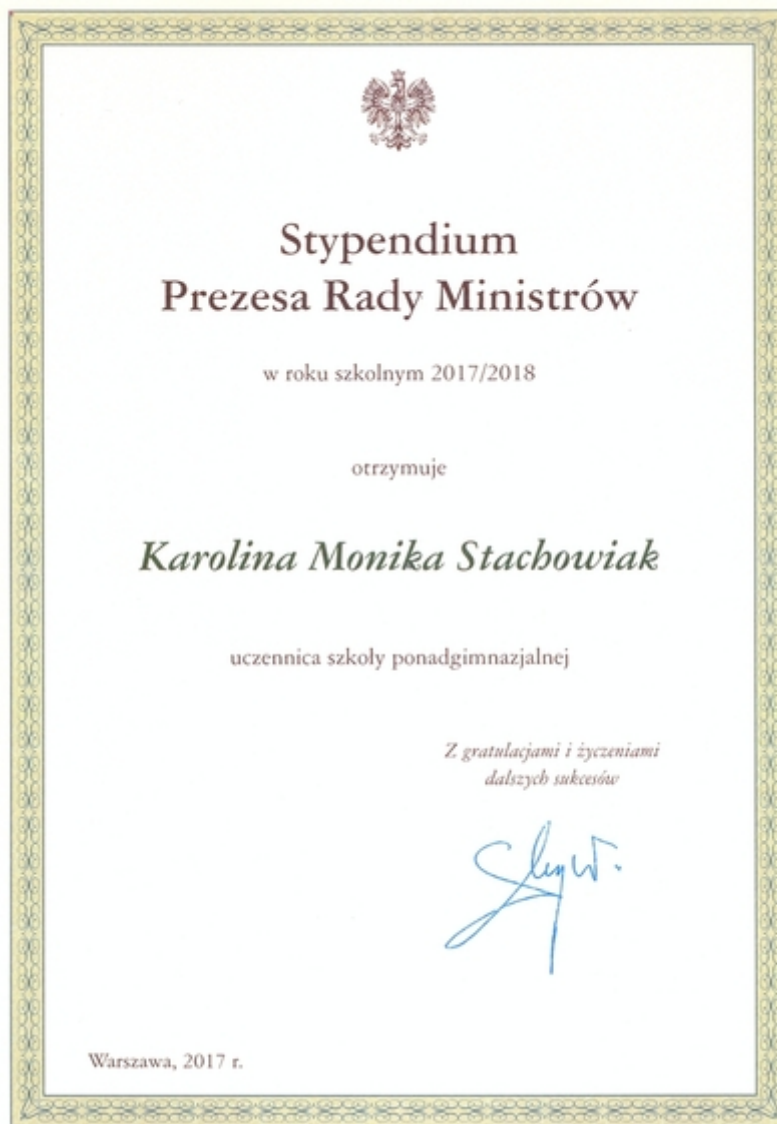 Stypendium
Prezesa Rady Ministrów
w roku szkolnym 2017/2018
otrzymuje
Karolina Monika Stachowiak
uczennica szkoły ponadgimnazjalnej
Z gratulacjami i życzeniami
dalszych sukcesów
Warszawa, 2017 r.